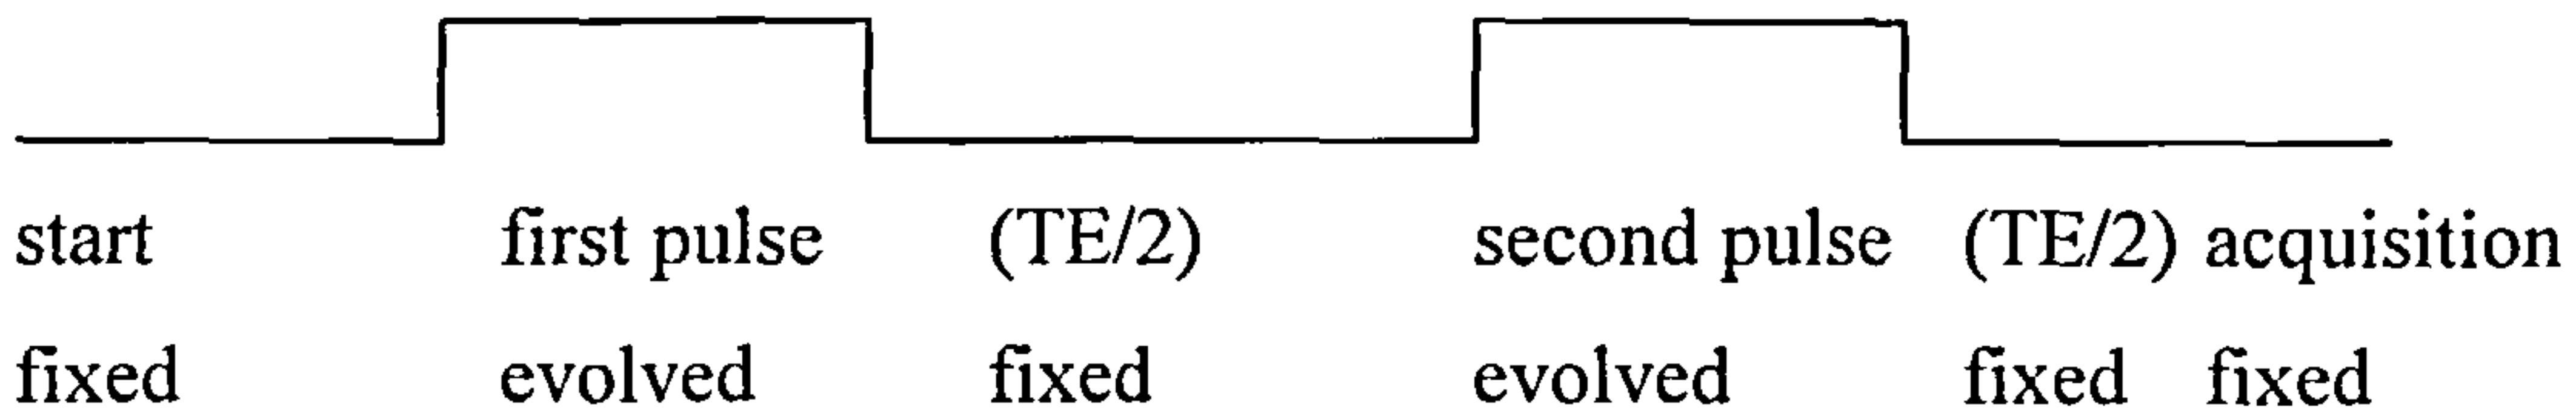 start first pulse (TE/2) second pulse (TE/2) acquisition
fixed evolved fixed evolved fixed fixed